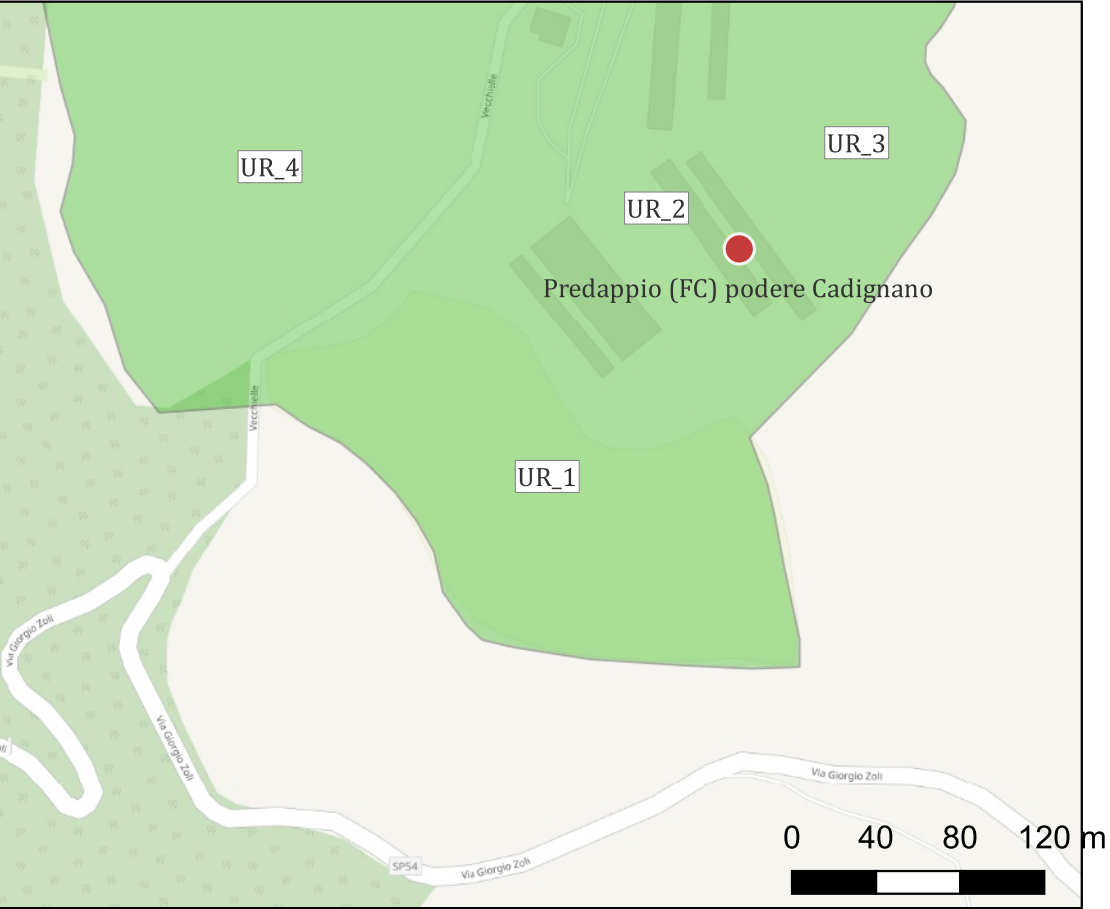 Vecchielle
UR_3
UR_4
UR_2
Predappio (FC) podere Cadignano
Vecchielle
UR_1
Via Giorgio Zoli
Via Giorgio Zoli
oli
Via Giorgio Zoli
SP54
Via Giorgio Zoli
0 40 80 120 m